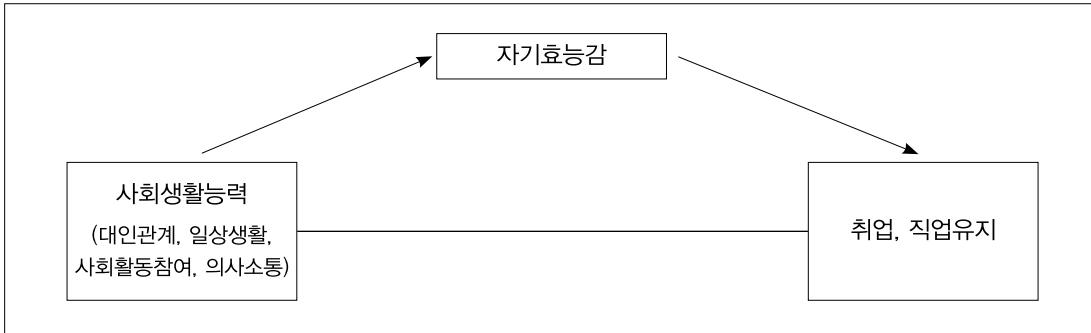 자기효능감
사회생활능력
(대인관계, 일상생활,
사회활동참여, 의사소통)
취업, 직업유지